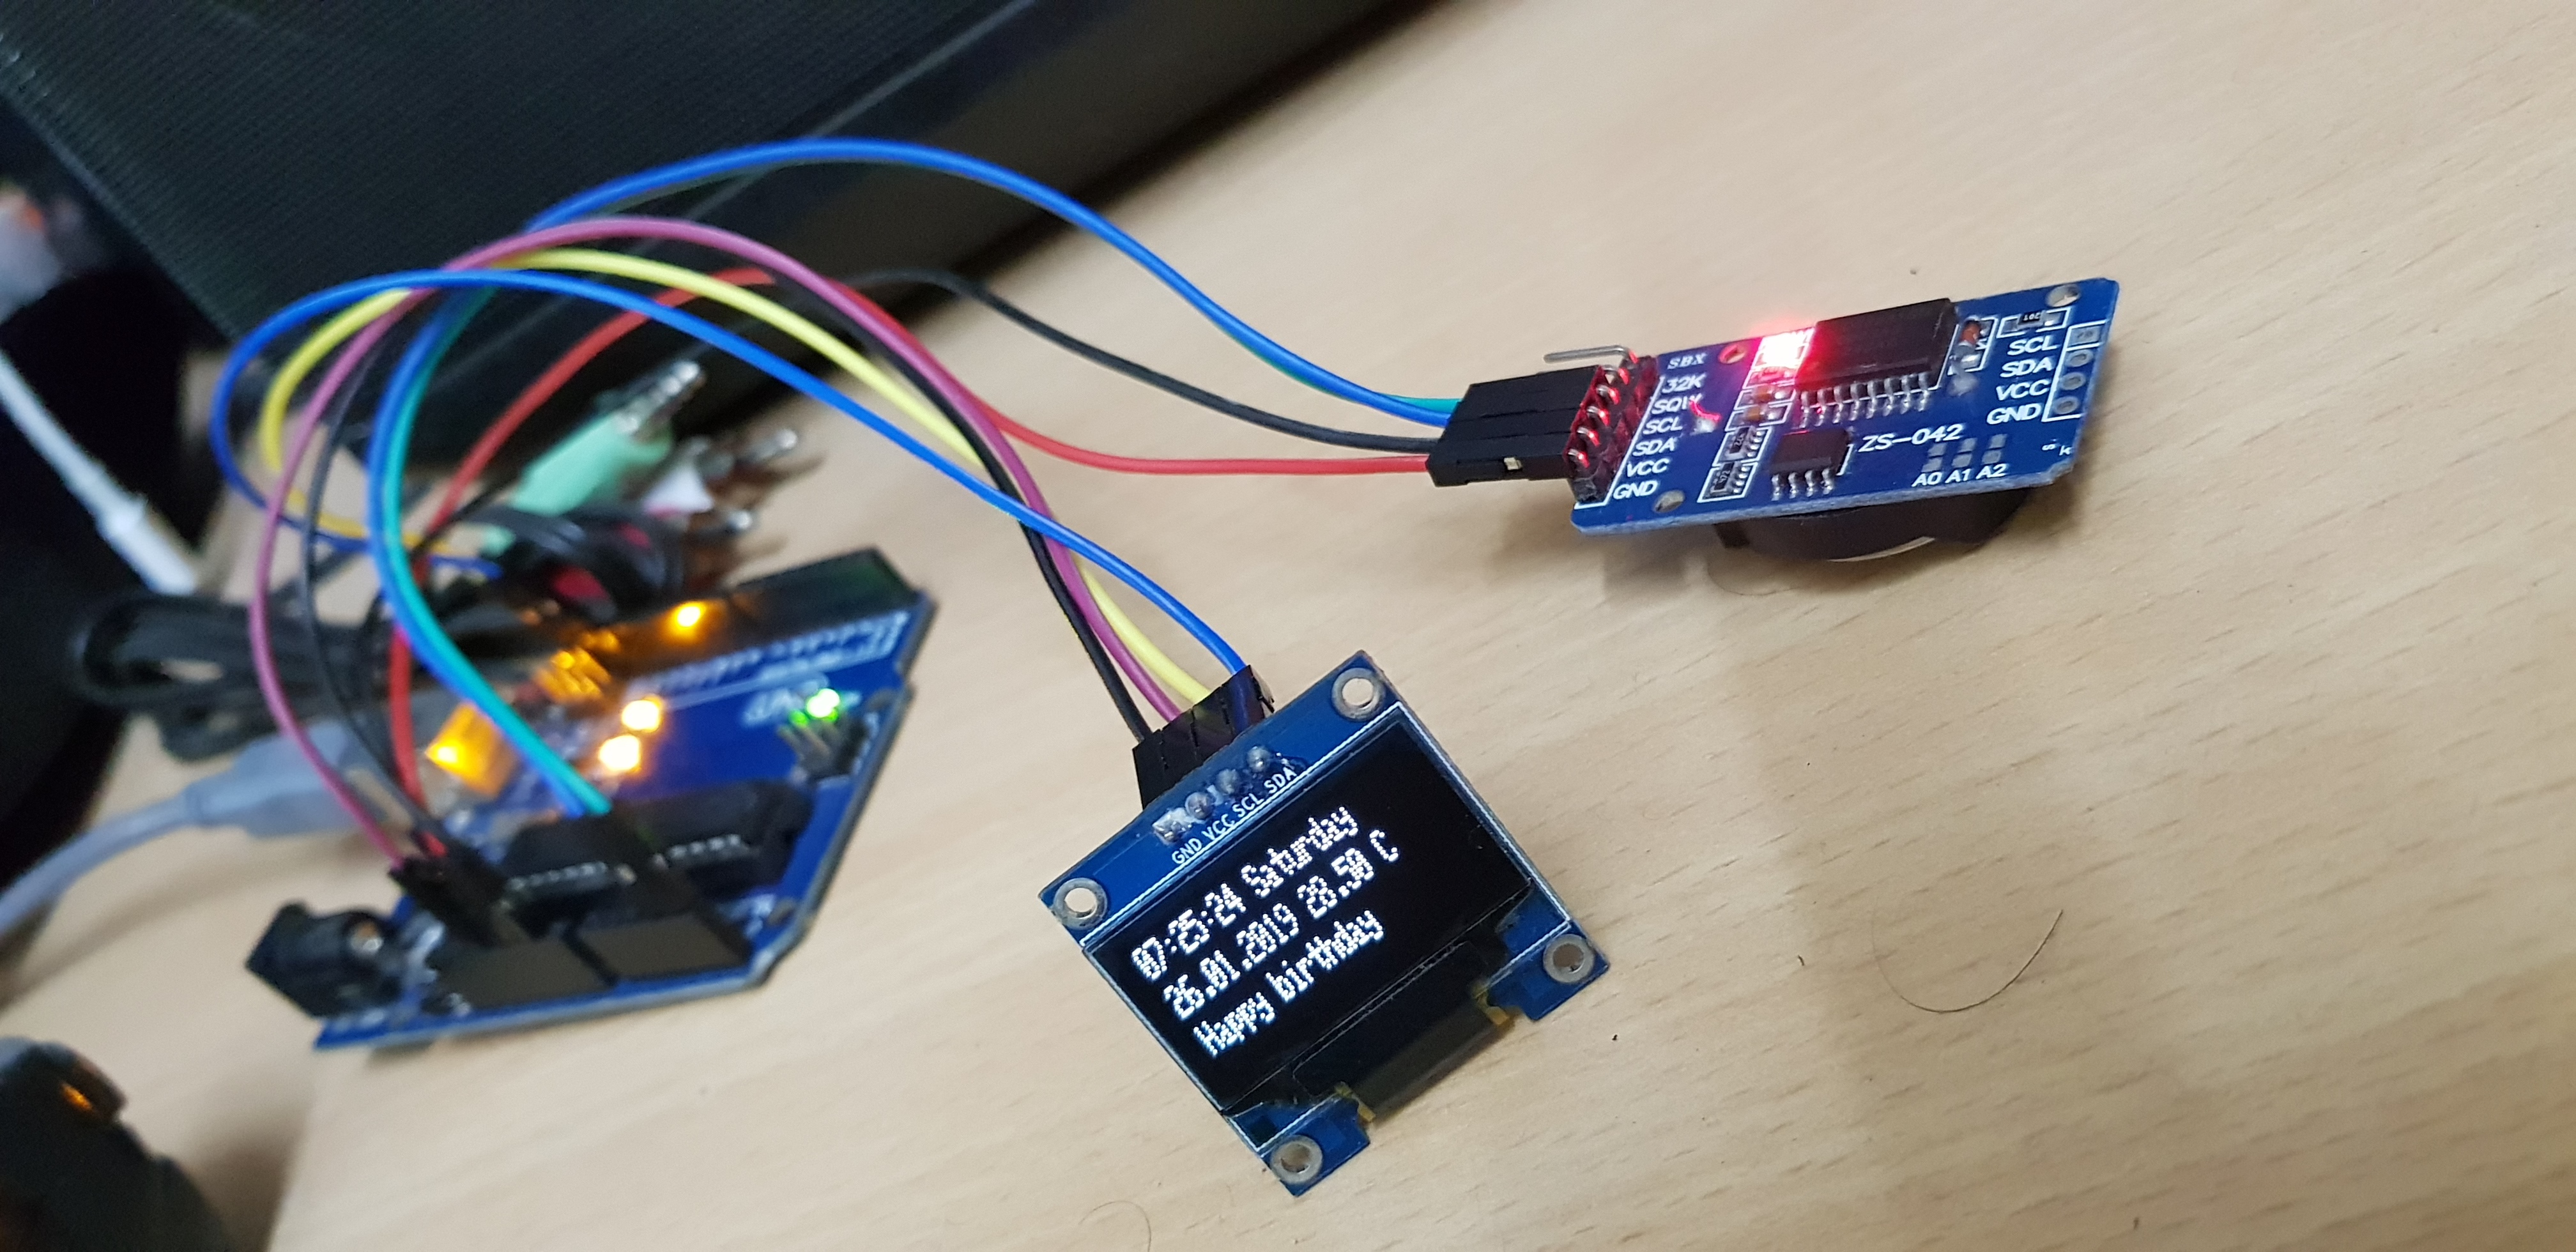 07:25:24 Saturday
26.01.2019 28.50 C
Happy birthday
GND VCC SCL SDA
SBX
32K
SQW
SCL
SDA
VCC
GND
ZS-042
A0 A1 A2
SCL
SDA
VCC
GND